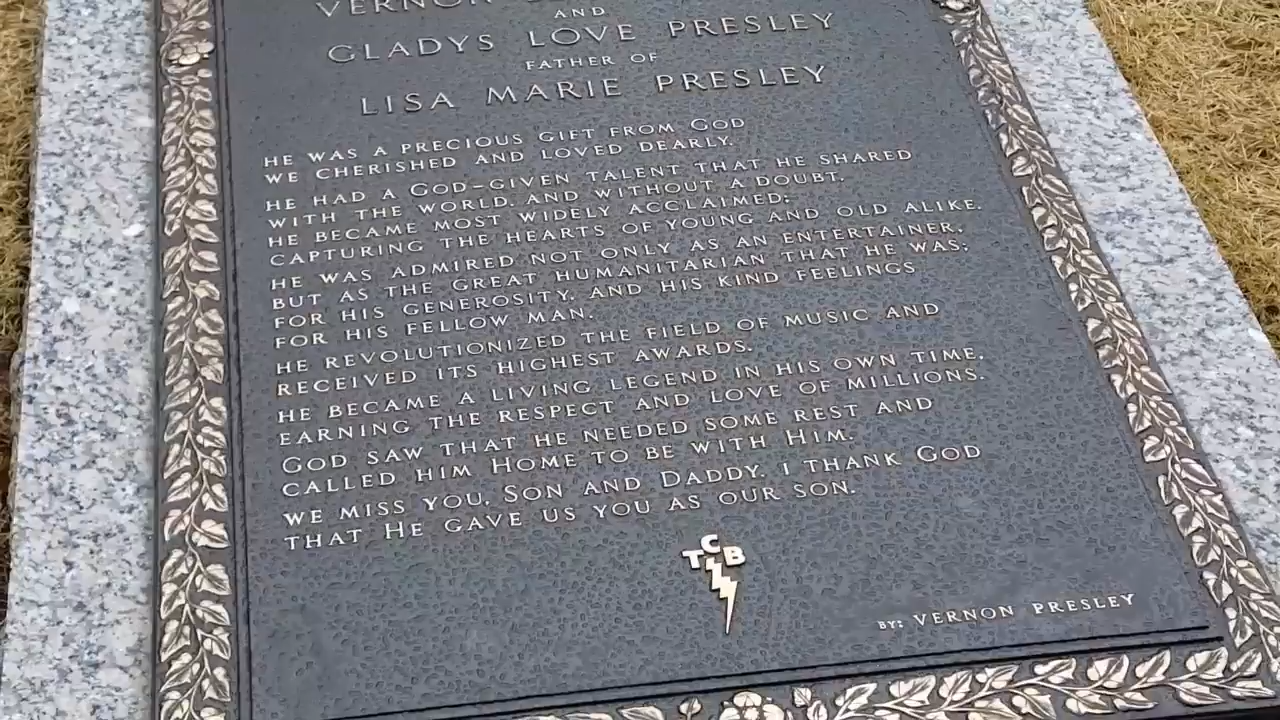 VERNON
AND
GLADYS LOVE PRESLEY
FATHER OF
LISA MARIE PRESLEY
HE WAS A PRECIOUS GIFT FROM GOD
WE CHERISHED AND LOVED DEARLY.
HE HAD A GOD-GIVEN TALENT THAT HE SHARED
WITH THE WORLD. AND WITHOUT A DOUBT.
HE BECAME MOST WIDELY ACCLAIMED;
CAPTURING THE HEARTS OF YOUNG AND OLD ALIKE.
HE WAS ADMIRED NOT ONLY AS AN ENTERTAINER,
BUT AS THE GREAT HUMANITARIAN THAT HE WAS;
FOR HIS GENEROSITY, AND HIS KIND FEELINGS
FOR HIS FELLOW MAN.
HE REVOLUTIONIZED THE FIELD OF MUSIC AND
RECEIVED ITS HIGHEST AWARDS.
HE BECAME A LIVING LEGEND IN HIS OWN TIME,
EARNING THE RESPECT AND LOVE OF MILLIONS.
GOD SAW THAT HE NEEDED SOME REST AND
CALLED HIM HOME TO BE WITH HIM.
WE MISS YOU, SON AND DADDY. I THANK GOD
THAT HE GAVE US YOU AS OUR SON.
TCB
BY: VERNON PRESLEY